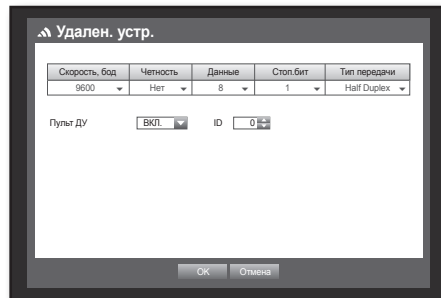 Удален. устр.
Скорость, бод Четность Данные Стоп.бит Тип передачи
9600 Нет 8 1 Half Duplex
Пульт ДУ ВКЛ. ID 0
OK Отмена